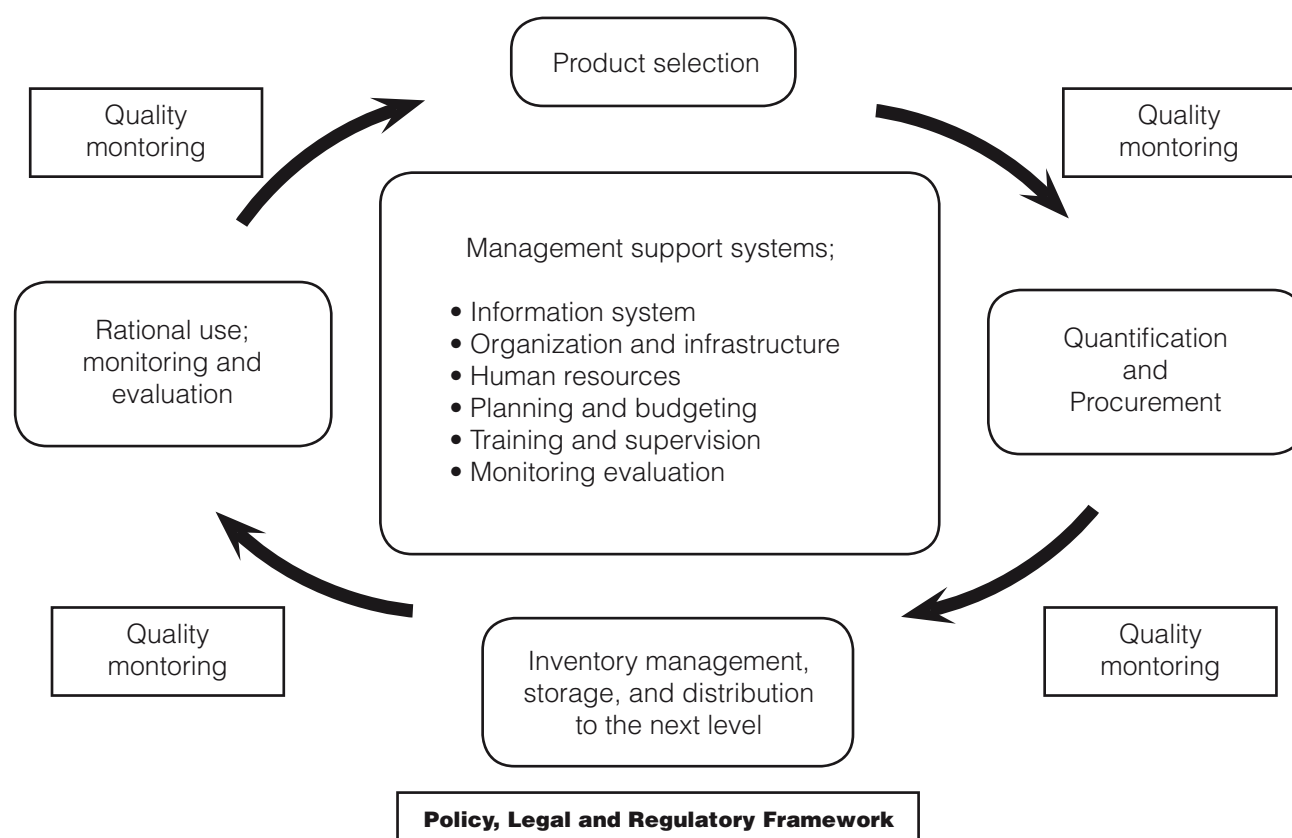 Product selection
Quality
montoring
Quality
montoring
Management support systems;
• Information system
• Organization and infrastructure
• Human resources
• Planning and budgeting
• Training and supervision
• Monitoring evaluation
Rational use;
monitoring and
evaluation
Quantification
and
Procurement
Quality
montoring
Quality
montoring
Inventory management,
storage, and distribution
to the next level
Policy, Legal and Regulatory Framework